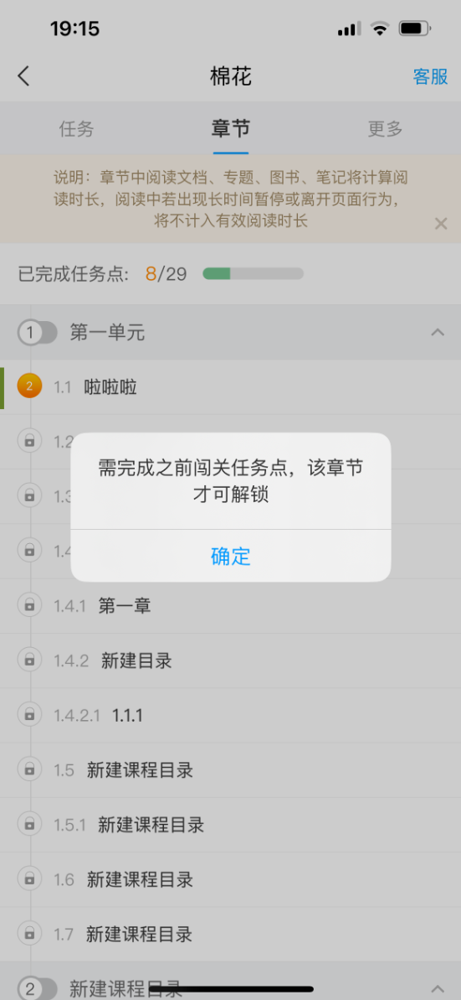 19:15
棉花
客服
任务
章节
更多
说明：章节中阅读文档、专题、图书、笔记将计算阅
读时长，阅读中若出现长时间暂停或离开页面行为，
将不计入有效阅读时长
已完成任务点: 8/29
1 第一单元
2 1.1 啦啦啦
1.2
1.3
1.4
需完成之前闯关任务点，该章节
才可解锁
确定
1.4.1 第一章
1.4.2 新建目录
1.4.2.1 1.1.1
1.5 新建课程目录
1.5.1 新建课程目录
1.6 新建课程目录
1.7 新建课程目录
2 新建课程目录